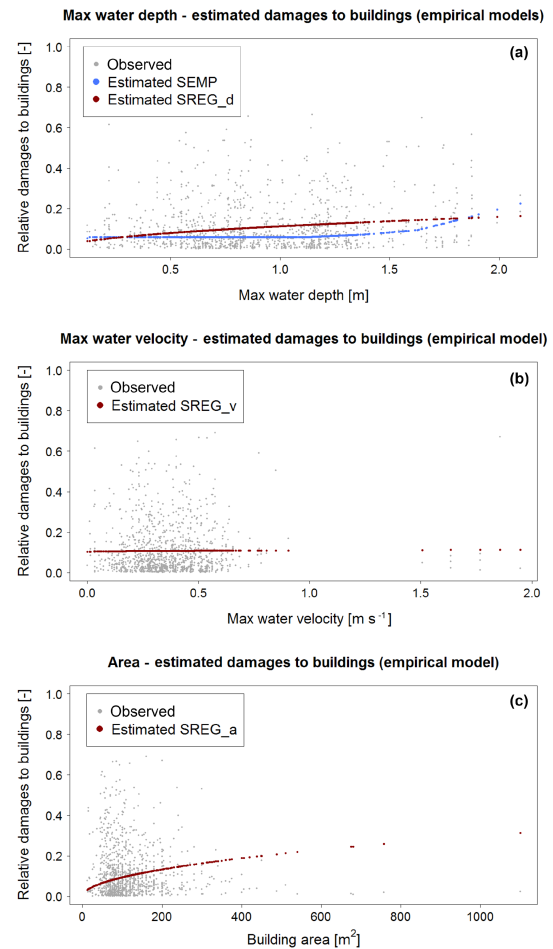 Max water depth - estimated damages to buildings (empirical models)
Relative damages to buildings [-]
1.0
0.8
0.6
0.4
0.2
0.0
Observed
Estimated SEMP
Estimated SREG_d
(a)
0.5
1.0
1.5
2.0
Max water depth [m]
Max water velocity - estimated damages to buildings (empirical model)
Relative damages to buildings [-]
1.0
0.8
0.6
0.4
0.2
0.0
Observed
Estimated SREG_v
(b)
0.0
0.5
1.0
1.5
2.0
Max water velocity [m s⁻¹]
Area - estimated damages to buildings (empirical model)
Relative damages to buildings [-]
1.0
0.8
0.6
0.4
0.2
0.0
Observed
Estimated SREG_a
(c)
0
200
400
600
800
1000
Building area [m²]